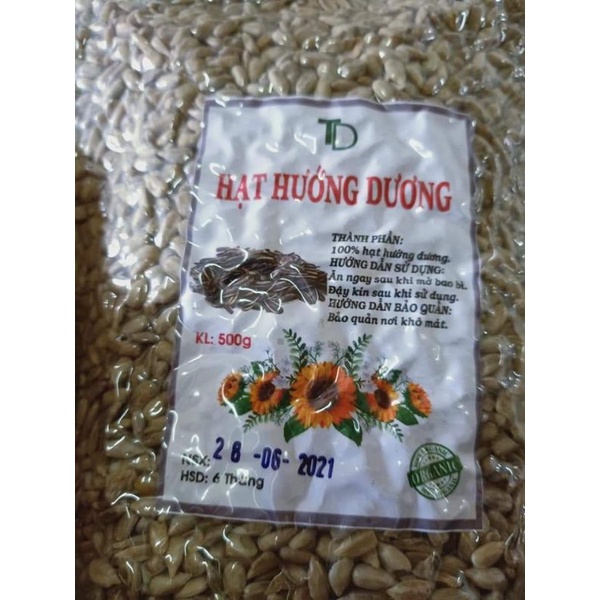 TD
HẠT HƯỚNG DƯƠNG
THÀNH PHẦN:
100% hạt hướng dương.
HƯỚNG DẪN SỬ DỤNG:
Ăn ngay sau khi mở bao bì.
Đậy kín sau khi sử dụng.
HƯỚNG DẪN BẢO QUẢN:
Bảo quản nơi khô mát.
KL: 500g
NSX: 28-06-2021
HSD: 6 Tháng
ORGANIC